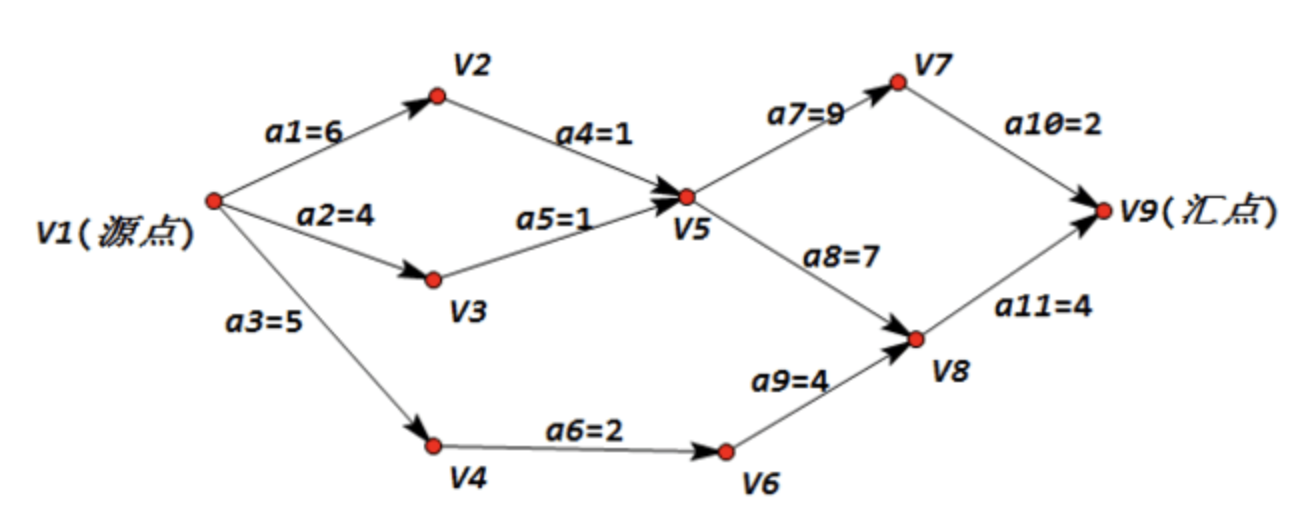 V2
V7
a1=6
a4=1
a7=9
a10=2
V1(源点)
a2=4
a5=1
V5
V9(汇点)
a8=7
V3
a3=5
a11=4
V8
a9=4
a6=2
V4
V6